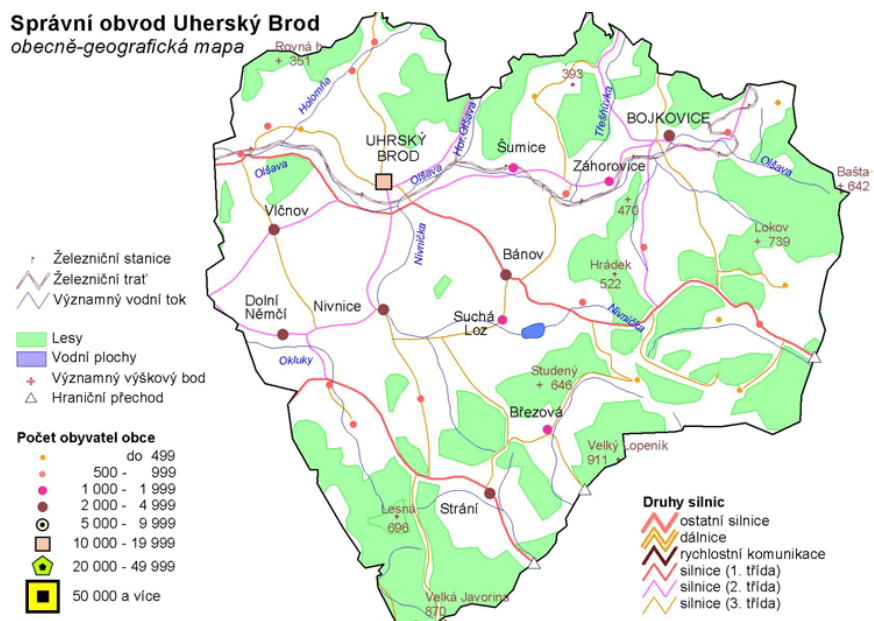 Správní obvod Uherský Brod
obecně-geografická mapa
Rovná h
+ 351
Holomňa
393
Třešňůvka
BOJKOVICE
UHRSKÝ
BROD
Olšava
Hor. Olšava
Olšava
Šumice
Záhorovice
Olšava
Bašta
+ 642
Vlčnov
+ 470
Lokov
+ 739
Nivnička
Bánov
Hrádek
522
Železniční stanice
Železniční trať
Významný vodní tok
Dolní
Němčí
Nivnice
Suchá
Loz
Nivnička
Lesy
Vodní plochy
Významný výškový bod
Hraniční přechod
Okluky
Studený
+ 646
Březová
Velký Lopeník
911 +
Počet obyvatel obce
do 499
500 - 999
1 000 - 1 999
2 000 - 4 999
5 000 - 9 999
10 000 - 19 999
20 000 - 49 999
50 000 a více
Lesná
696
Strání
Velká Javorina
870
Druhy silnic
ostatní silnice
dálnice
rychlostní komunikace
silnice (1. třída)
silnice (2. třída)
silnice (3. třída)